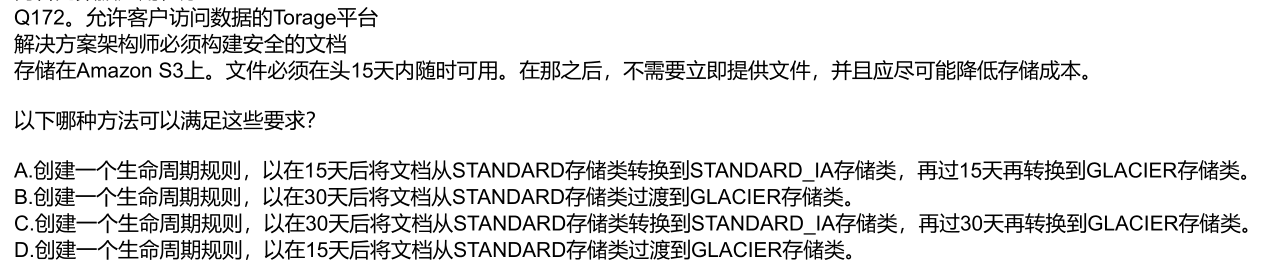 Q172。允许客户访问数据的Torage平台
解决方案架构师必须构建安全的文档
存储在Amazon S3上。文件必须在头15天内随时可用。在那之后，不需要立即提供文件，并且应尽可能降低存储成本。
以下哪种方法可以满足这些要求？
A.创建一个生命周期规则，以在15天后将文档从STANDARD存储类转换到STANDARD_IA存储类，再过15天再转换到GLACIER存储类。
B.创建一个生命周期规则，以在30天后将文档从STANDARD存储类过渡到GLACIER存储类。
C.创建一个生命周期规则，以在30天后将文档从STANDARD存储类转换到STANDARD_IA存储类，再过30天再转换到GLACIER存储类。
D.创建一个生命周期规则，以在15天后将文档从STANDARD存储类过渡到GLACIER存储类。